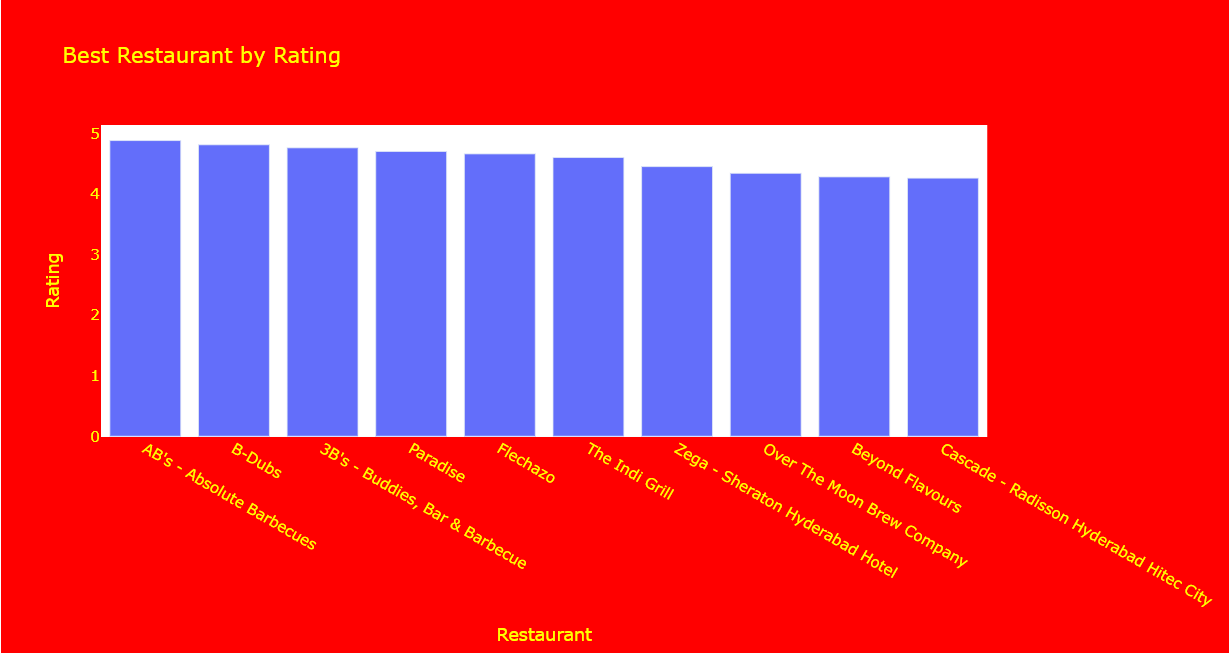 Best Restaurant by Rating
5
4
3
2
1
0
Rating
AB's - Absolute Barbecues
B-Dubs
3B's - Buddies, Bar & Barbecue
Paradise
Flechazo
The Indi Grill
Zega - Sheraton Hyderabad Hotel
Over The Moon Brew Company
Beyond Flavours
Cascade - Radisson Hyderabad Hitec City
Restaurant